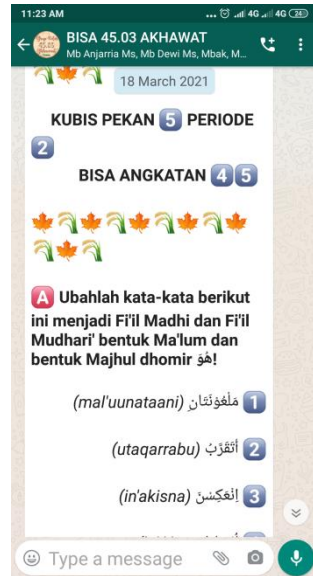 11:23 AM ... 4G 4G 24
BISA 45.03 AKHAWAT
Mb Anjarria Ms, Mb Dewi Ms, Mbak, M...
18 March 2021
KUBIS PEKAN 5 PERIODE
2
BISA ANGKATAN 4 5
A Ubahlah kata-kata berikut
ini menjadi Fi'il Madhi dan Fi'il
Mudhari' bentuk Ma'lum dan
bentuk Majhul dhomir هُوَ!
1 مَلْعُوْنَتَانِ (mal'uunataani)
2 أُتَقَرَّبُ (utaqarrabu)
3 اِنْعَكِسْنَ (in'akisna)
Type a message